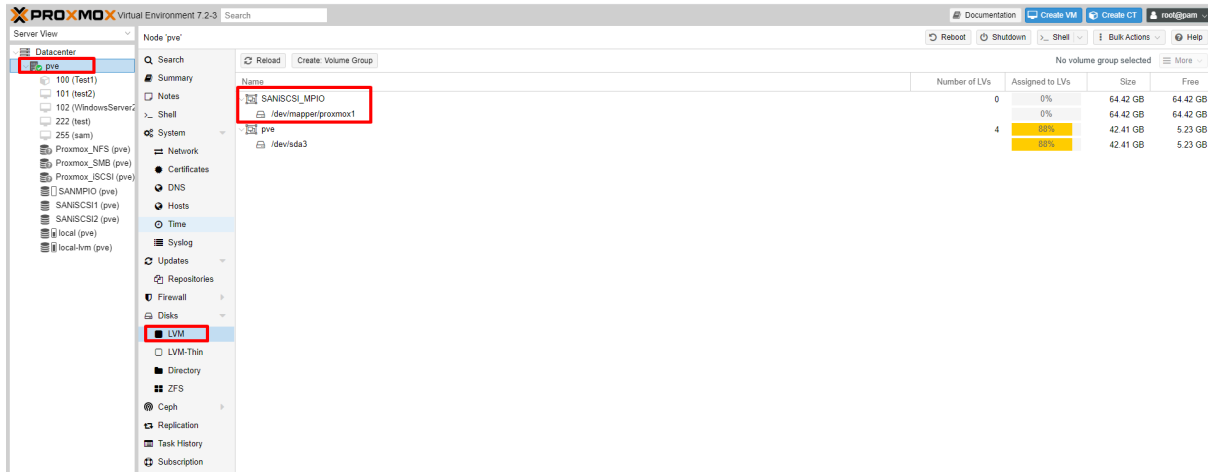 PROXMOX Virtual Environment 7.2-3 Search Documentation Create VM Create CT root@pam
Server View
Node 'pve' Reboot Shutdown >_ Shell Bulk Actions Help
Datacenter
pve
100 (Test1)
101 (test2)
102 (WindowsServer2
222 (test)
255 (sam)
Proxmox_NFS (pve)
Proxmox_SMB (pve)
Proxmox_iSCSI (pve)
SANMPIO (pve)
SANiSCSI1 (pve)
SANiSCSI2 (pve)
local (pve)
local-lvm (pve)
Search
Summary
Notes
>_ Shell
System
Network
Certificates
DNS
Hosts
Time
Syslog
Updates
Repositories
Firewall
Disks
LVM
LVM-Thin
Directory
ZFS
Ceph
Replication
Task History
Subscription
Reload Create: Volume Group No volume group selected More
Name Number of LVs Assigned to LVs Size Free
SANiSCSI_MPIO 0 0% 64.42 GB 64.42 GB
/dev/mapper/proxmox1 0% 64.42 GB 64.42 GB
pve 4 88% 42.41 GB 5.23 GB
/dev/sda3 88% 42.41 GB 5.23 GB